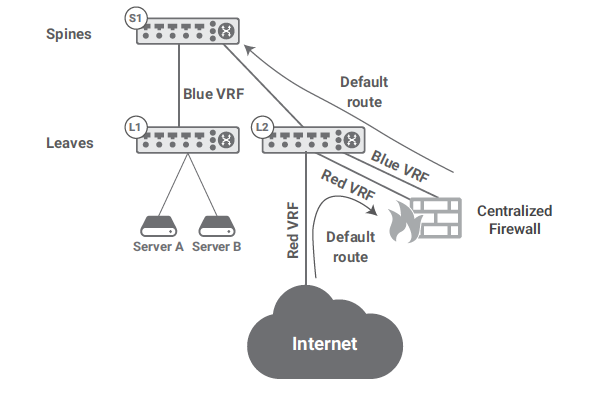 Spines
S1
Default
route
Blue VRF
Leaves
L1
L2
Blue VRF
Red VRF
Red VRF
Centralized
Firewall
Server A
Server B
Default
route
Internet